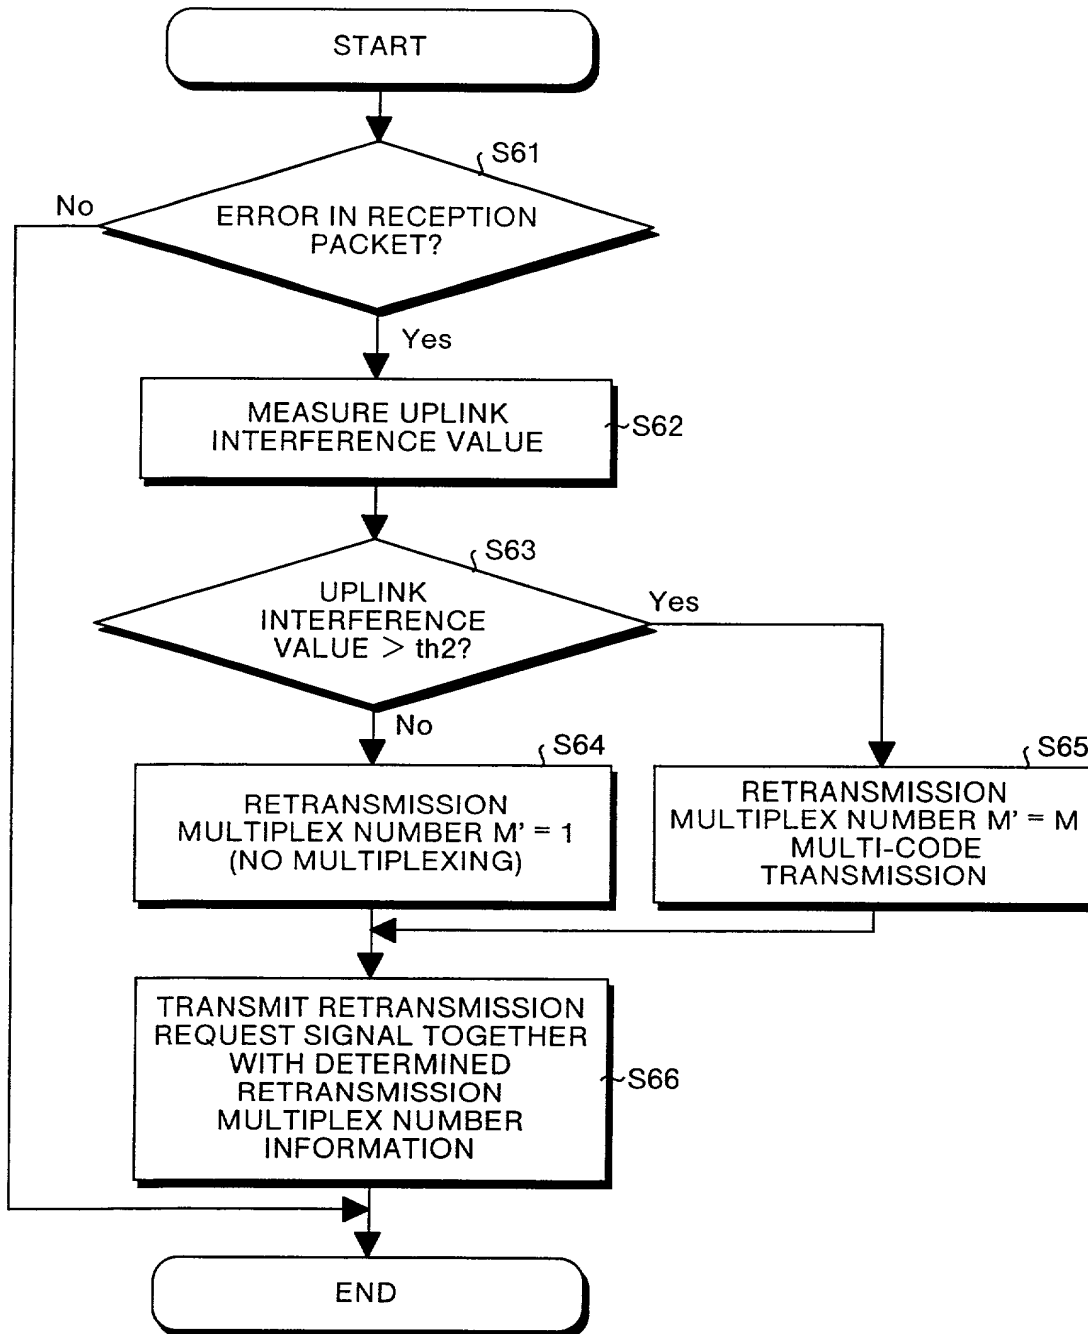 START
S61
No
ERROR IN RECEPTION
PACKET?
Yes
MEASURE UPLINK
INTERFERENCE VALUE
S62
S63
UPLINK
INTERFERENCE
VALUE > th2?
Yes
No
S64
RETRANSMISSION
MULTIPLEX NUMBER M' = 1
(NO MULTIPLEXING)
S65
RETRANSMISSION
MULTIPLEX NUMBER M' = M
MULTI-CODE
TRANSMISSION
TRANSMIT RETRANSMISSION
REQUEST SIGNAL TOGETHER
WITH DETERMINED
RETRANSMISSION
MULTIPLEX NUMBER
INFORMATION
S66
END